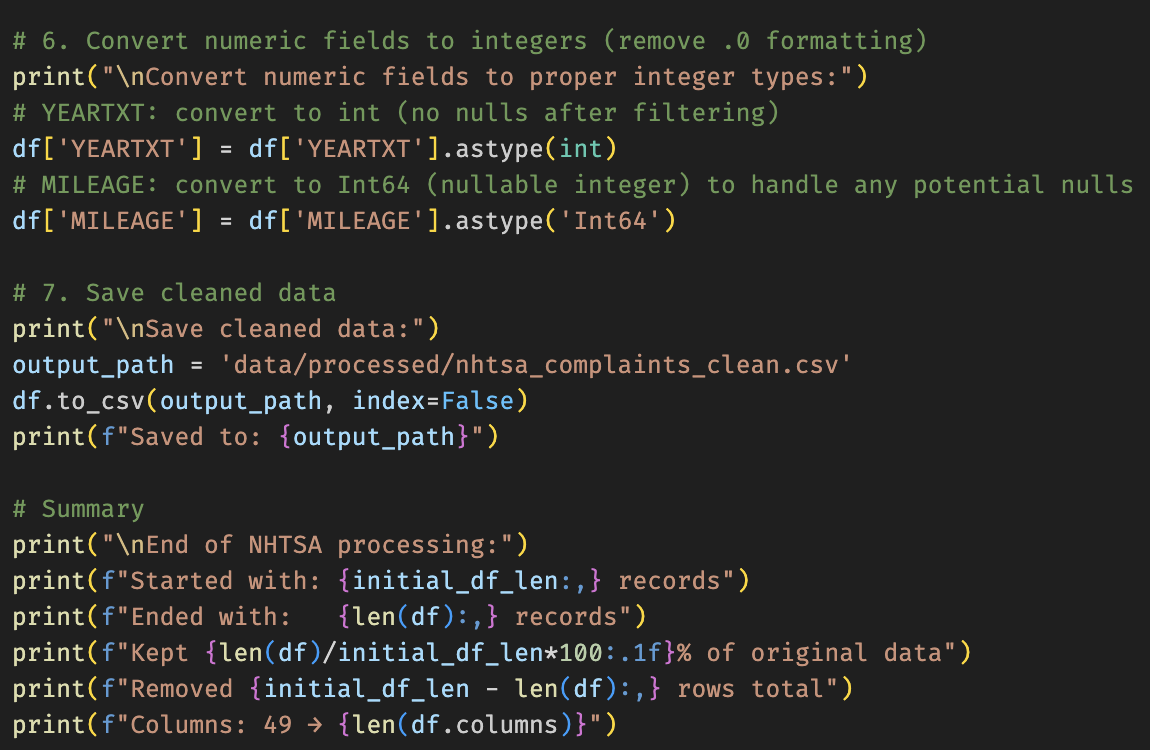 # 6. Convert numeric fields to integers (remove .0 formatting)
print("\nConvert numeric fields to proper integer types:")
# YEARTXT: convert to int (no nulls after filtering)
df['YEARTXT'] = df['YEARTXT'].astype(int)
# MILEAGE: convert to Int64 (nullable integer) to handle any potential nulls
df['MILEAGE'] = df['MILEAGE'].astype('Int64')

# 7. Save cleaned data
print("\nSave cleaned data:")
output_path = 'data/processed/nhtsa_complaints_clean.csv'
df.to_csv(output_path, index=False)
print(f"Saved to: {output_path}")

# Summary
print("\nEnd of NHTSA processing:")
print(f"Started with: {initial_df_len:,} records")
print(f"Ended with:   {len(df):,} records")
print(f"Kept {len(df)/initial_df_len*100:.1f}% of original data")
print(f"Removed {initial_df_len - len(df):,} rows total")
print(f"Columns: 49 → {len(df.columns)}")